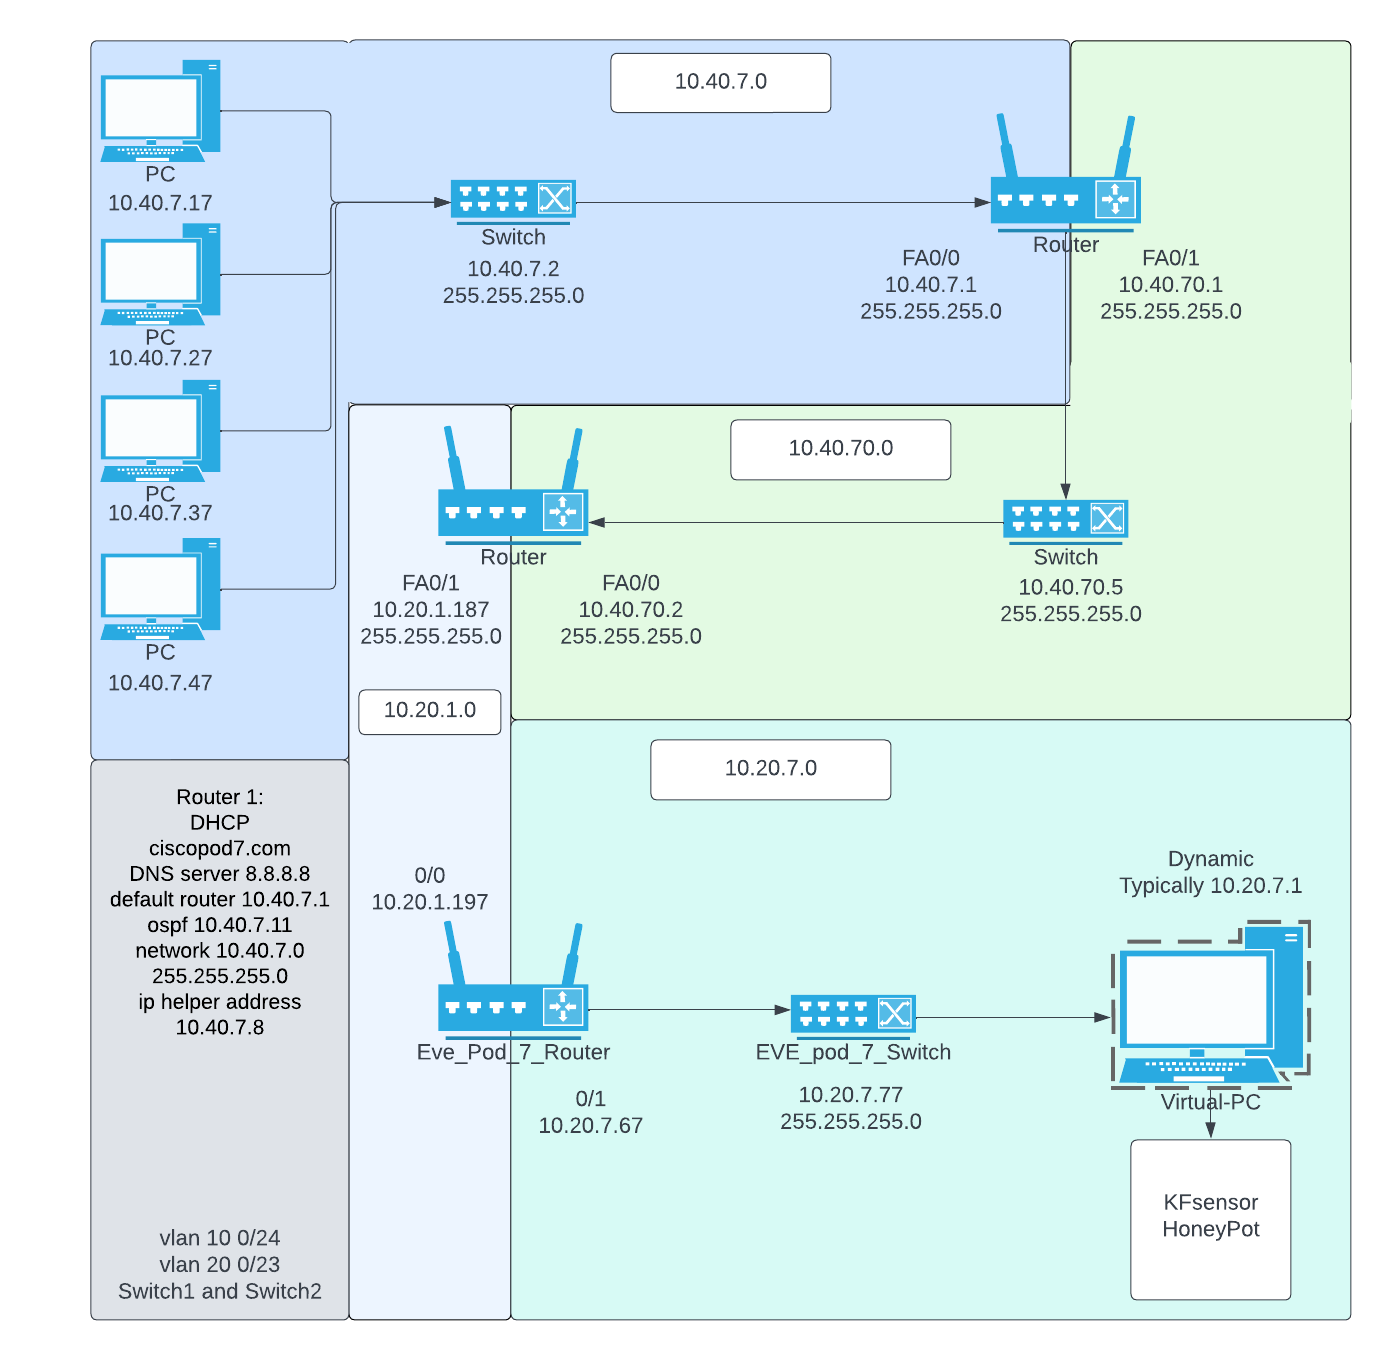 10.40.7.0
PC
10.40.7.17
PC
10.40.7.27
PC
10.40.7.37
PC
10.40.7.47
Switch
10.40.7.2
255.255.255.0
Router
FA0/0
10.40.7.1
255.255.255.0
FA0/1
10.40.70.1
255.255.255.0
10.40.70.0
Router
FA0/1
10.20.1.187
255.255.255.0
FA0/0
10.40.70.2
255.255.255.0
Switch
10.40.70.5
255.255.255.0
10.20.1.0
10.20.7.0
Router 1:
DHCP
ciscopod7.com
DNS server 8.8.8.8
default router 10.40.7.1
ospf 10.40.7.11
network 10.40.7.0
255.255.255.0
ip helper address
10.40.7.8
vlan 10 0/24
vlan 20 0/23
Switch1 and Switch2
0/0
10.20.1.197
Eve_Pod_7_Router
0/1
10.20.7.67
EVE_pod_7_Switch
10.20.7.77
255.255.255.0
Dynamic
Typically 10.20.7.1
Virtual-PC
KFsensor
HoneyPot